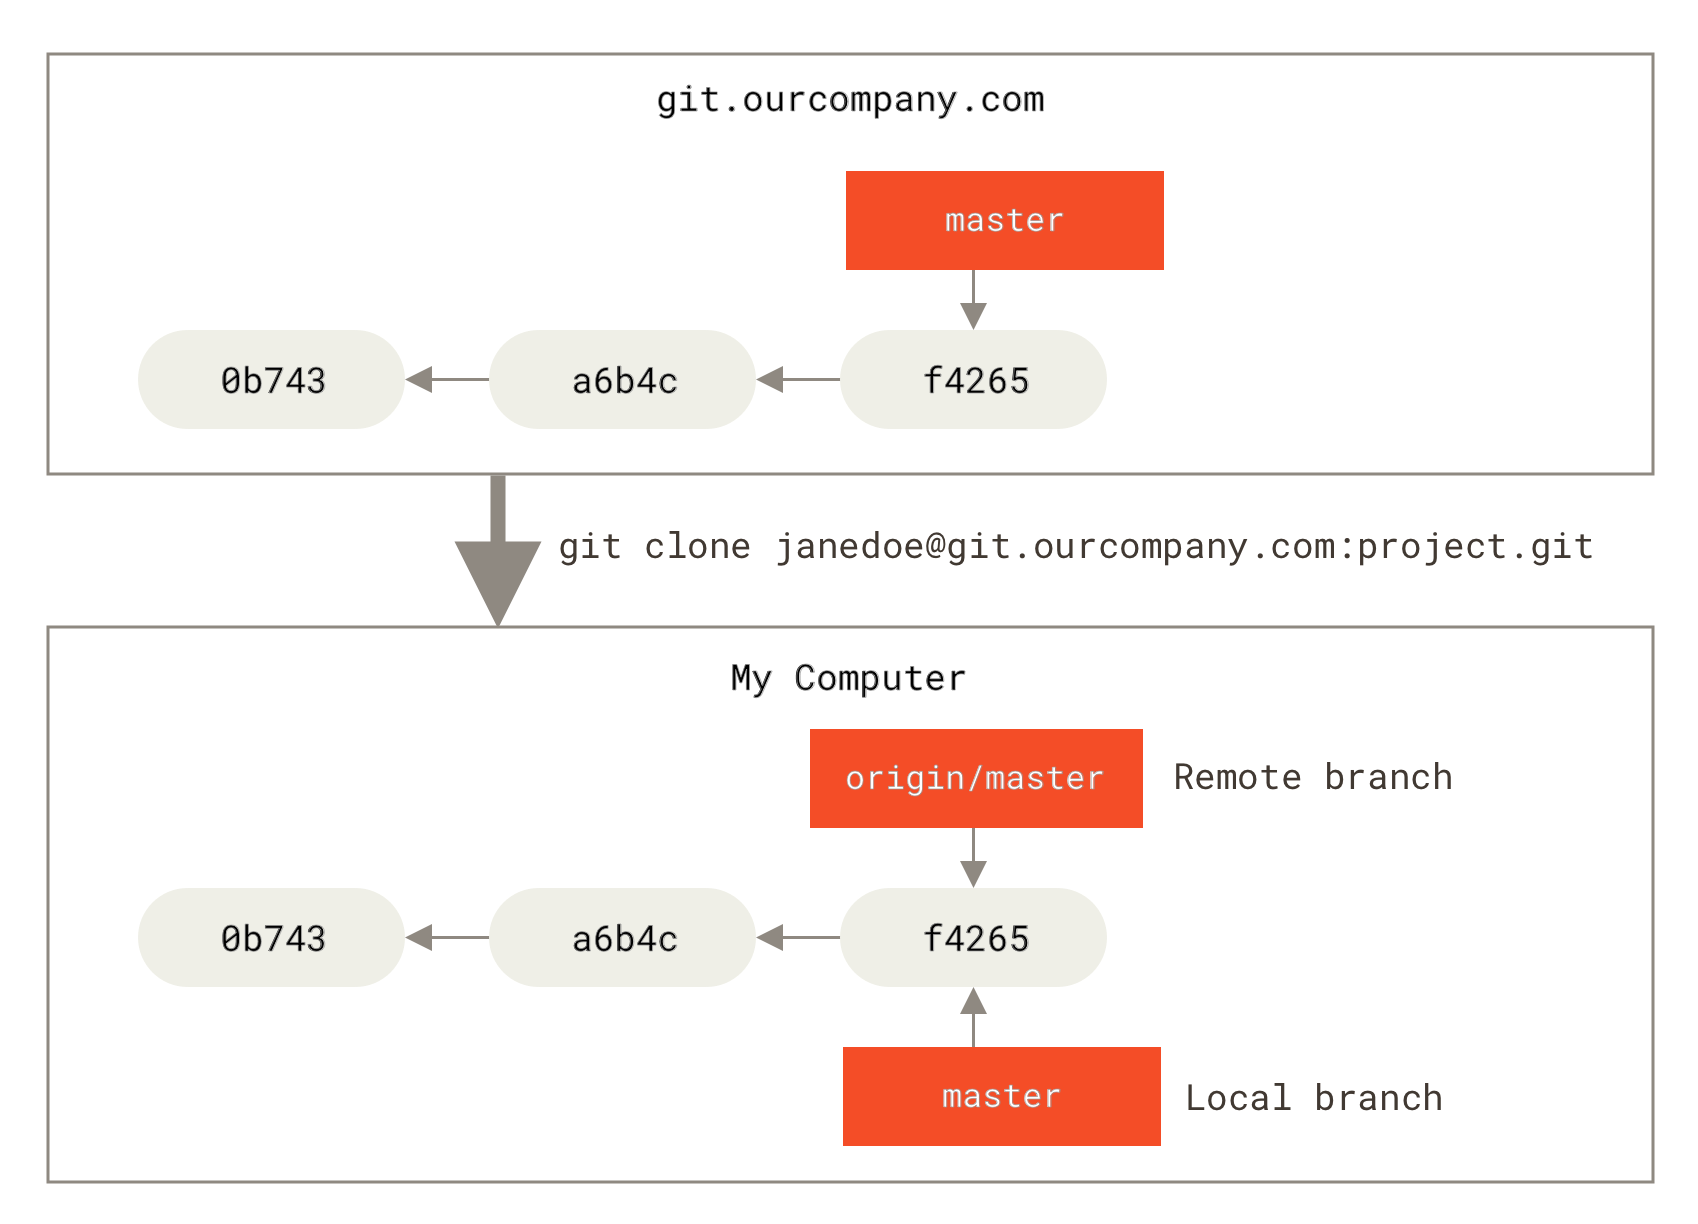 git.ourcompany.com
master
0b743
a6b4c
f4265
git clone janedoe@git.ourcompany.com:project.git
My Computer
origin/master
Remote branch
0b743
a6b4c
f4265
master
Local branch